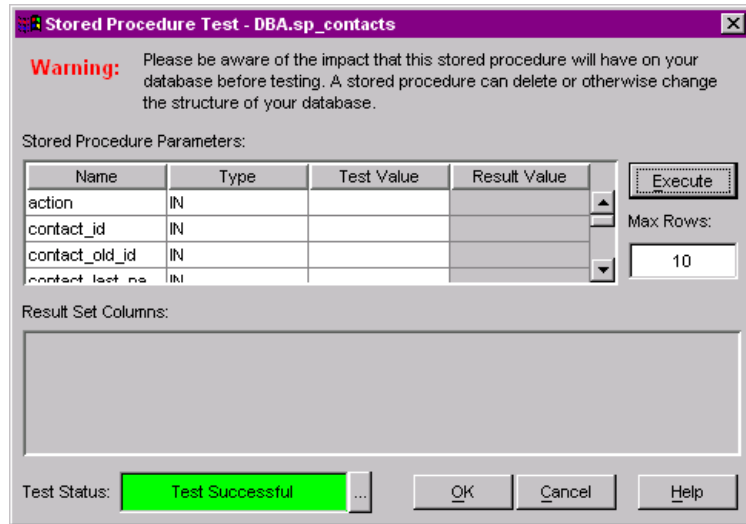 Stored Procedure Test - DBA.sp_contacts
Warning: Please be aware of the impact that this stored procedure will have on your
database before testing. A stored procedure can delete or otherwise change
the structure of your database.
Stored Procedure Parameters:
Name Type Test Value Result Value
Execute
action IN
Max Rows:
contact_id IN
contact_old_id IN
10
contact_last_na IN
Result Set Columns:
Test Status: Test Successful ... OK Cancel Help